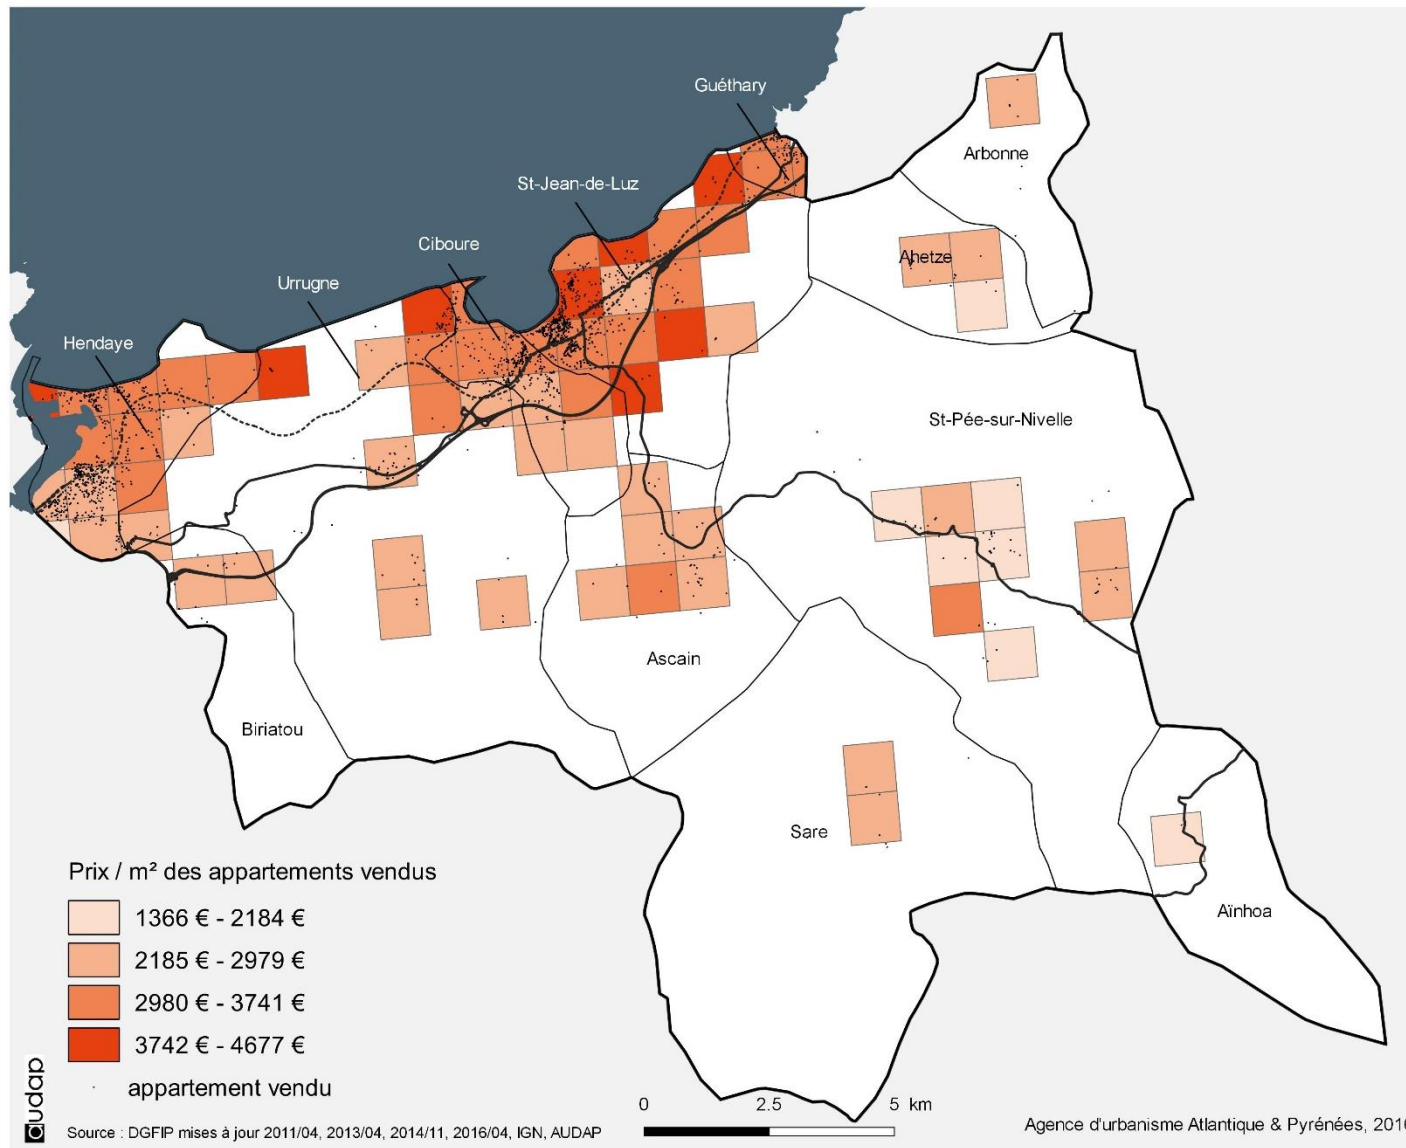 Guéthary
Arbonne
St-Jean-de-Luz
Ciboure
Ahetze
Urrugne
Hendaye
St-Pée-sur-Nivelle
Ascain
Biriatou
Sare
Aïnhoa
Prix / m² des appartements vendus
1366 € - 2184 €
2185 € - 2979 €
2980 € - 3741 €
3742 € - 4677 €
appartement vendu
0 2.5 5 km
audap
Source : DGFIP mises à jour 2011/04, 2013/04, 2014/11, 2016/04, IGN, AUDAP
Agence d'urbanisme Atlantique & Pyrénées, 2016